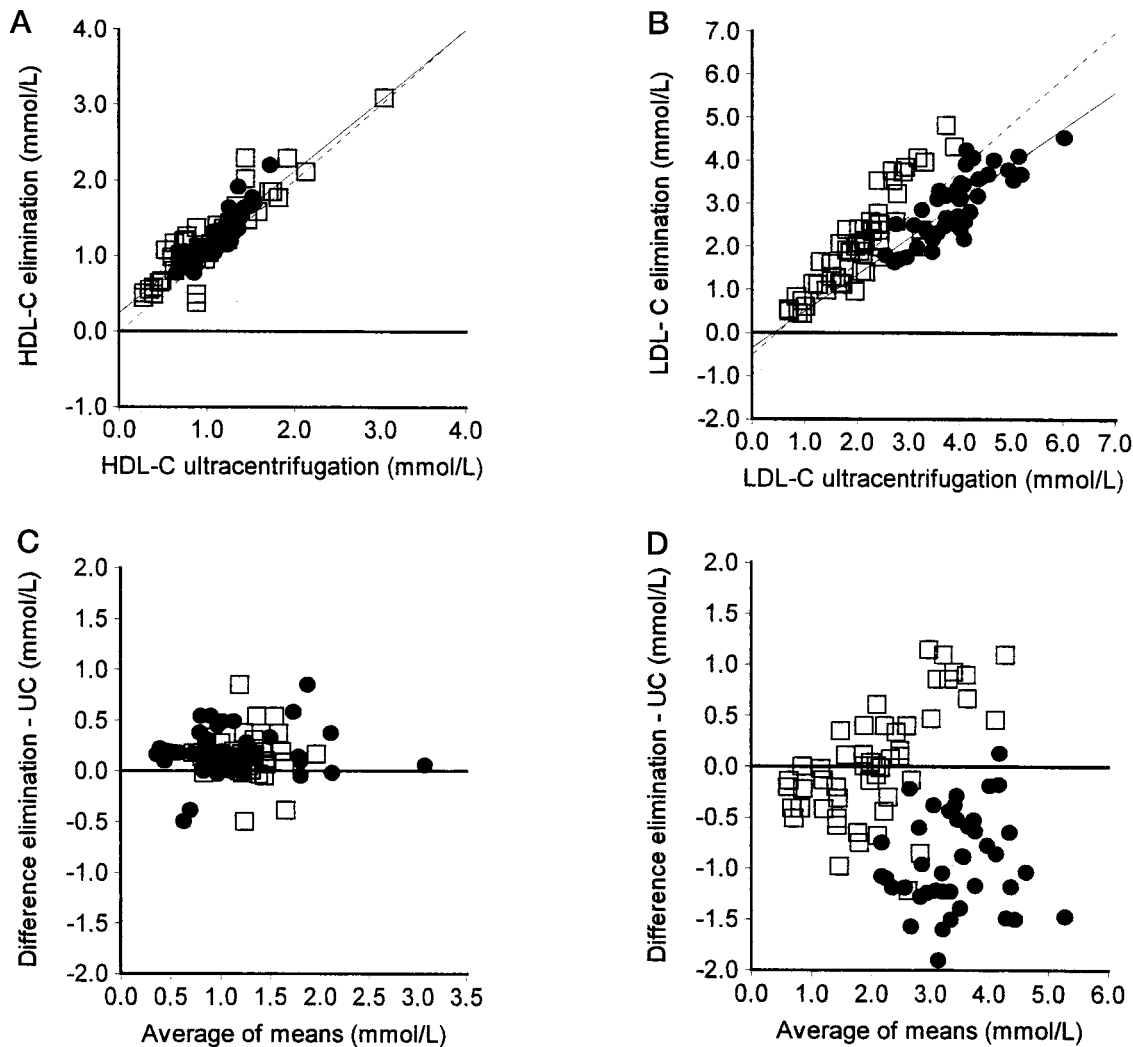 A
HDL-C elimination (mmol/L)
4.0
3.0
2.0
1.0
0.0
-1.0
0.0 1.0 2.0 3.0 4.0
HDL-C ultracentrifugation (mmol/L)
B
LDL- C elimination (mmol/L)
7.0
6.0
5.0
4.0
3.0
2.0
1.0
0.0
-1.0
-2.0
0.0 1.0 2.0 3.0 4.0 5.0 6.0 7.0
LDL-C ultracentrifugation (mmol/L)
C
Difference elimination - UC (mmol/L)
2.0
1.5
1.0
0.5
0.0
-0.5
-1.0
-1.5
-2.0
0.0 0.5 1.0 1.5 2.0 2.5 3.0 3.5
Average of means (mmol/L)
D
Difference elimination - UC (mmol/L)
2.0
1.5
1.0
0.5
0.0
-0.5
-1.0
-1.5
-2.0
0.0 1.0 2.0 3.0 4.0 5.0 6.0
Average of means (mmol/L)